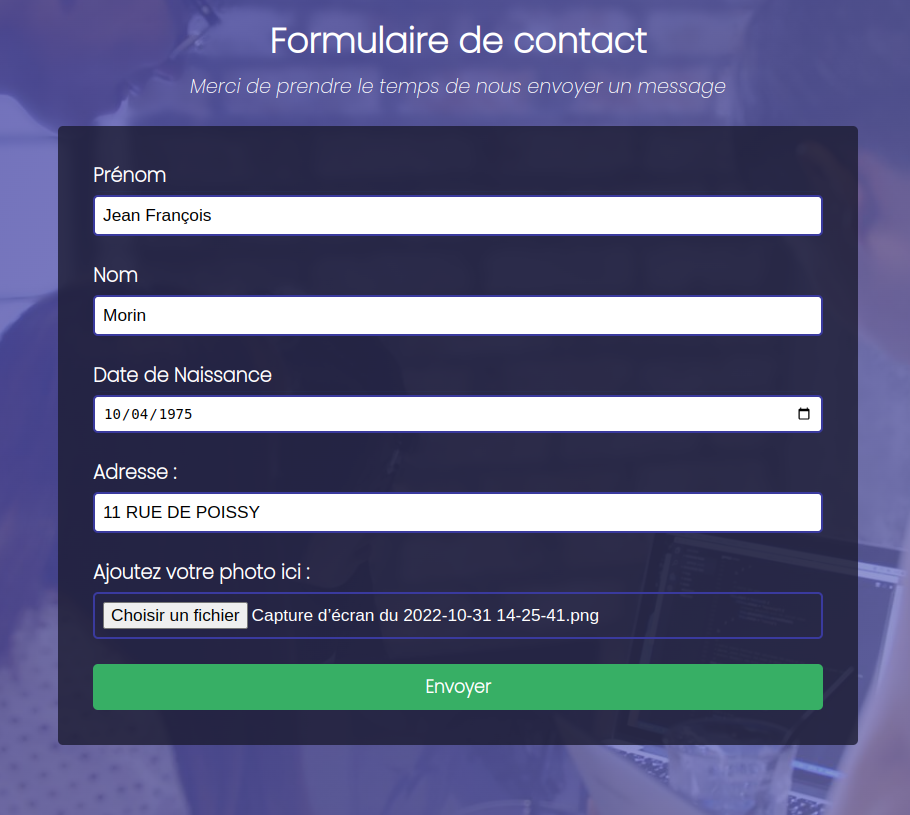 Formulaire de contact
Merci de prendre le temps de nous envoyer un message
Prénom
Jean François
Nom
Morin
Date de Naissance
10/04/1975
Adresse :
11 RUE DE POISSY
Ajoutez votre photo ici :
Choisir un fichier Capture d’écran du 2022-10-31 14-25-41.png
Envoyer